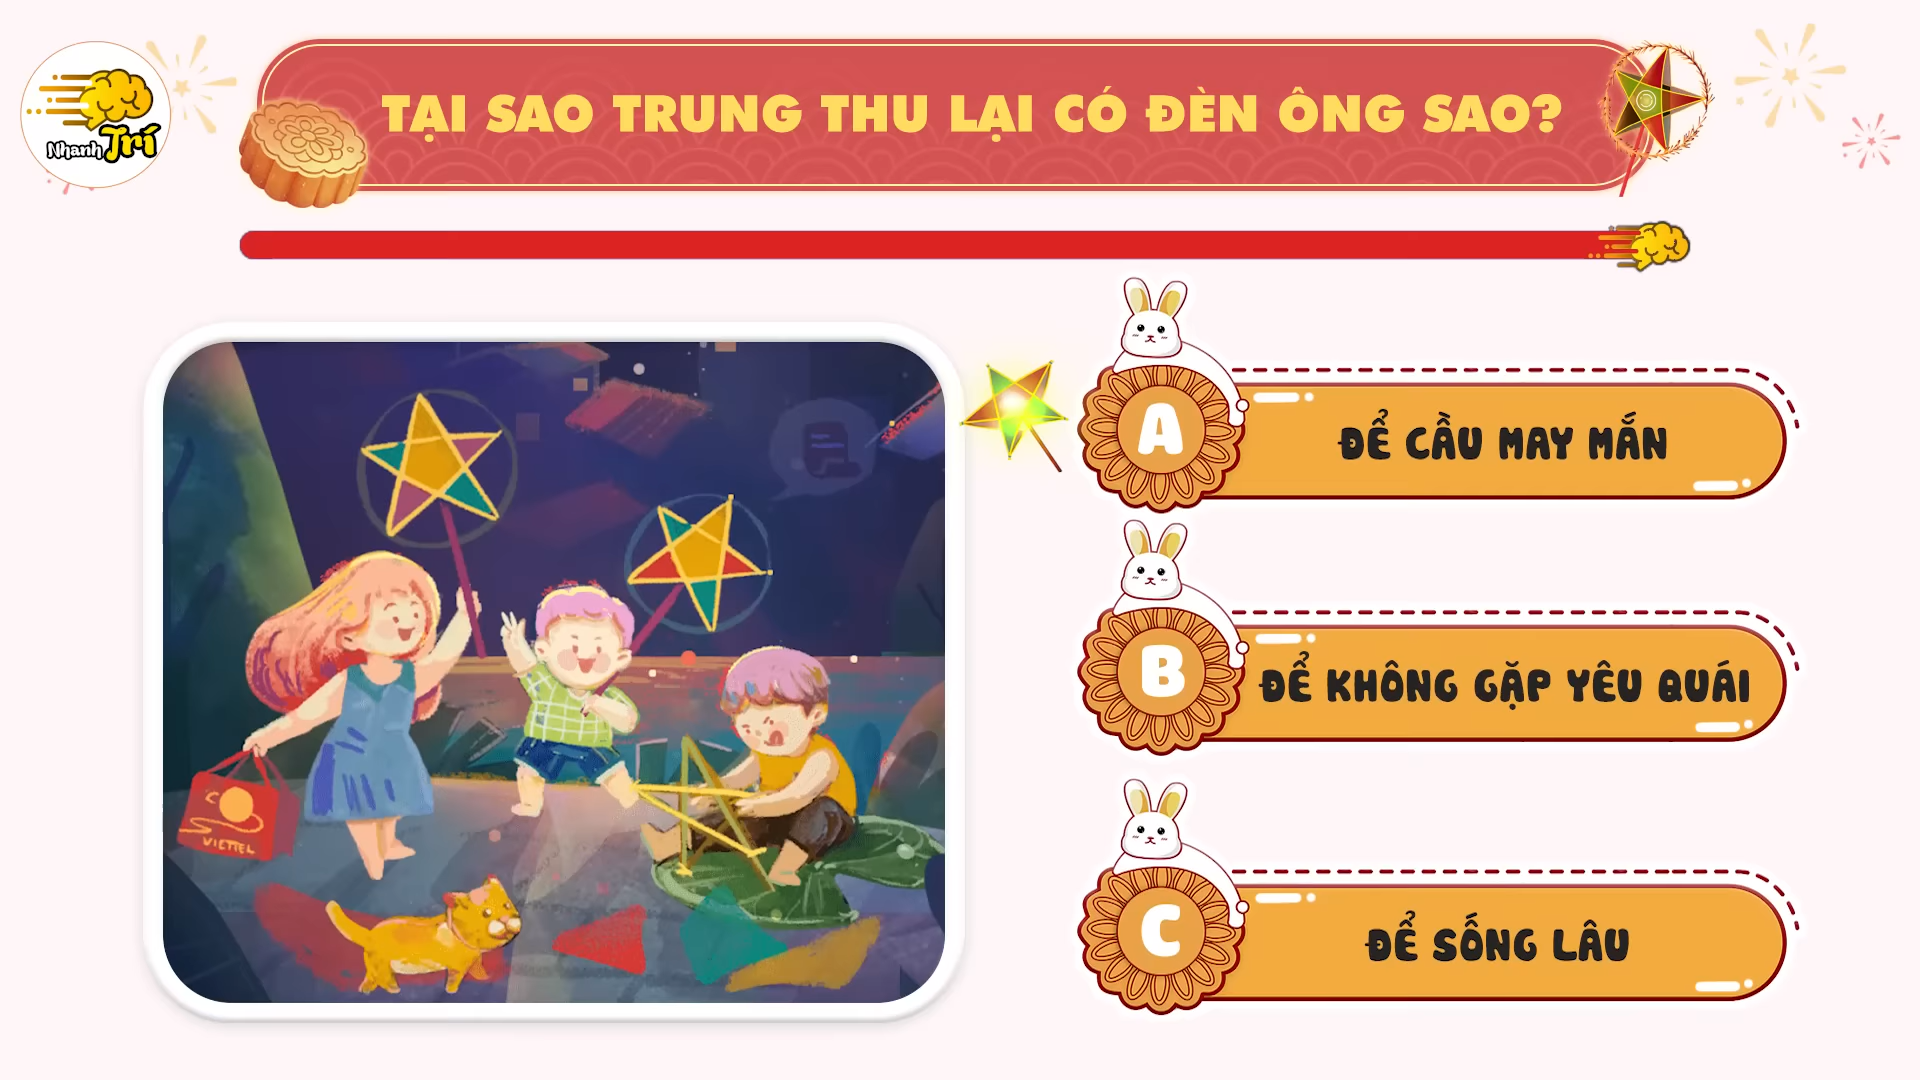 Nhanh Trí
TẠI SAO TRUNG THU LẠI CÓ ĐÈN ÔNG SAO?
VICTTEL
A
ĐỂ CẦU MAY MẮN
B
ĐỂ KHÔNG GẶP YÊU QUÁI
C
ĐỂ SỐNG LÂU